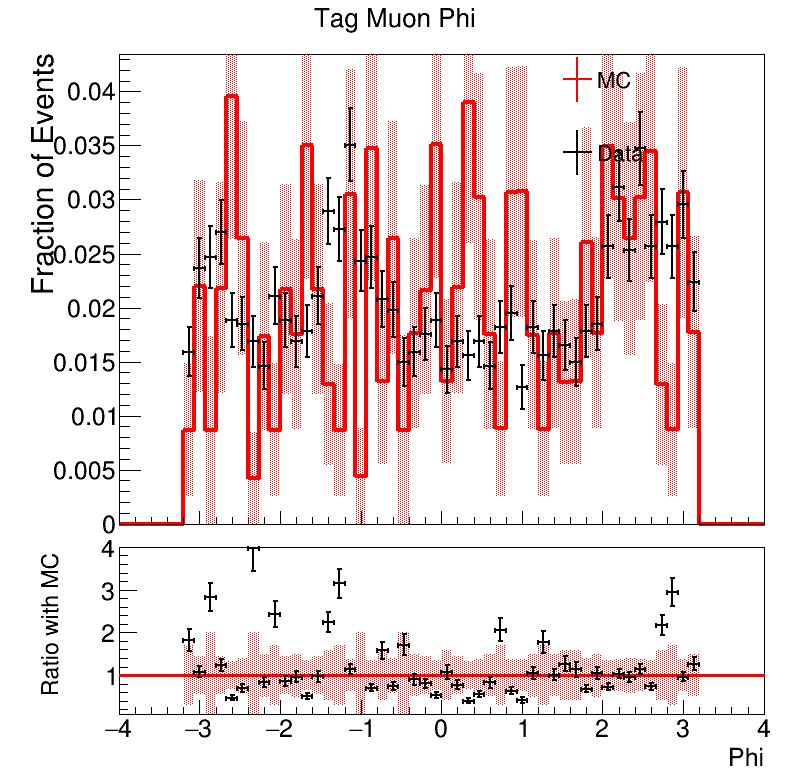 Tag Muon Phi
Fraction of Events
0.04
0.035
0.03
0.025
0.02
0.015
0.01
0.005
0
MC
Data
Ratio with MC
4
3
2
1
−4 −3 −2 −1 0 1 2 3 4
Phi